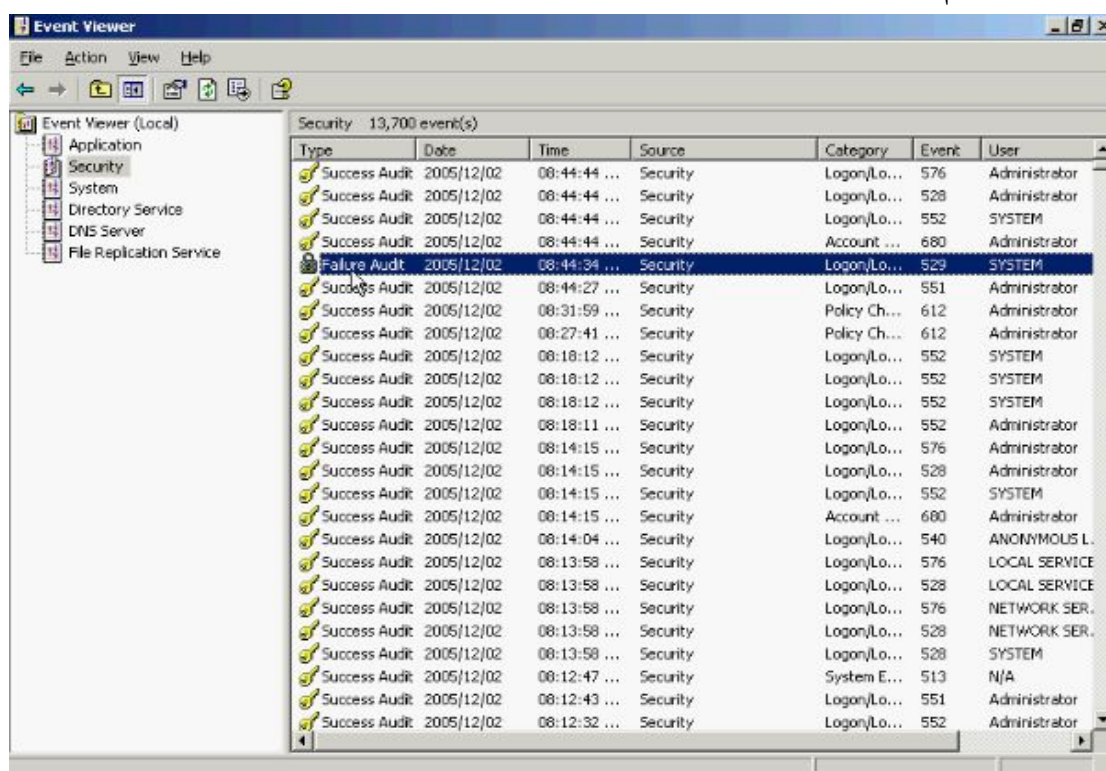 Event Viewer
File Action View Help
Event Viewer (Local)
Application
Security
System
Directory Service
DNS Server
File Replication Service
Security 13,700 event(s)
Type Date Time Source Category Event User
Success Audit 2005/12/02 08:44:44 ... Security Logon/Lo... 576 Administrator
Success Audit 2005/12/02 08:44:44 ... Security Logon/Lo... 528 Administrator
Success Audit 2005/12/02 08:44:44 ... Security Logon/Lo... 552 SYSTEM
Success Audit 2005/12/02 08:44:44 ... Security Account ... 680 Administrator
Failure Audit 2005/12/02 08:44:34 ... Security Logon/Lo... 529 SYSTEM
Success Audit 2005/12/02 08:44:27 ... Security Logon/Lo... 551 Administrator
Success Audit 2005/12/02 08:31:59 ... Security Policy Ch... 612 Administrator
Success Audit 2005/12/02 08:27:41 ... Security Policy Ch... 612 Administrator
Success Audit 2005/12/02 08:18:12 ... Security Logon/Lo... 552 SYSTEM
Success Audit 2005/12/02 08:18:12 ... Security Logon/Lo... 552 SYSTEM
Success Audit 2005/12/02 08:18:12 ... Security Logon/Lo... 552 SYSTEM
Success Audit 2005/12/02 08:18:11 ... Security Logon/Lo... 552 Administrator
Success Audit 2005/12/02 08:14:15 ... Security Logon/Lo... 576 Administrator
Success Audit 2005/12/02 08:14:15 ... Security Logon/Lo... 528 Administrator
Success Audit 2005/12/02 08:14:15 ... Security Logon/Lo... 552 SYSTEM
Success Audit 2005/12/02 08:14:15 ... Security Account ... 680 Administrator
Success Audit 2005/12/02 08:14:04 ... Security Logon/Lo... 540 ANONYMOUS L.
Success Audit 2005/12/02 08:13:58 ... Security Logon/Lo... 576 LOCAL SERVICE
Success Audit 2005/12/02 08:13:58 ... Security Logon/Lo... 528 LOCAL SERVICE
Success Audit 2005/12/02 08:13:58 ... Security Logon/Lo... 576 NETWORK SER.
Success Audit 2005/12/02 08:13:58 ... Security Logon/Lo... 528 NETWORK SER.
Success Audit 2005/12/02 08:13:58 ... Security Logon/Lo... 528 SYSTEM
Success Audit 2005/12/02 08:12:47 ... Security System E... 513 N/A
Success Audit 2005/12/02 08:12:43 ... Security Logon/Lo... 551 Administrator
Success Audit 2005/12/02 08:12:32 ... Security Logon/Lo... 552 Administrator